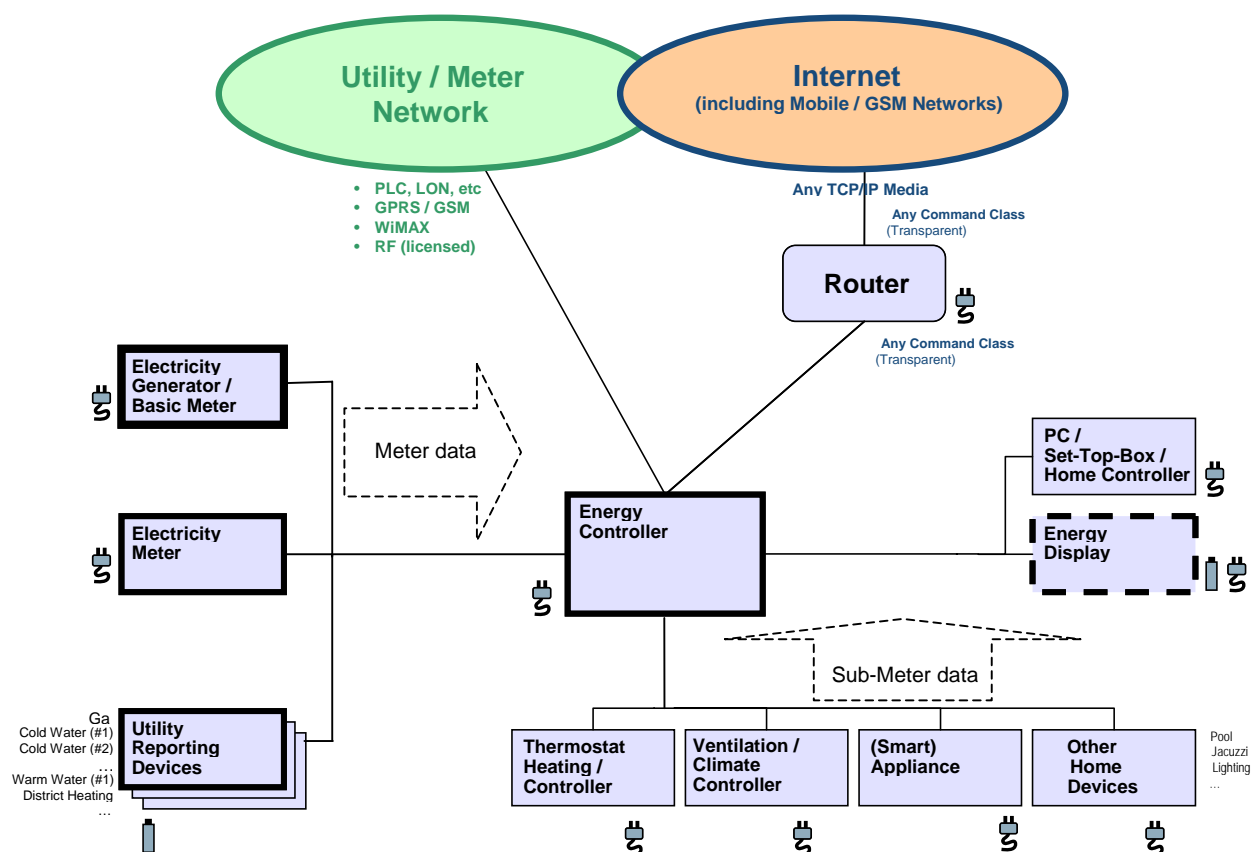 Utility / Meter
Network
Internet
(including Mobile / GSM Networks)
• PLC, LON, etc
• GPRS / GSM
• WiMAX
• RF (licensed)
Any TCP/IP Media
Any Command Class
(Transparent)
Router
Any Command Class
(Transparent)
Electricity
Generator /
Basic Meter
Meter data
PC /
Set-Top-Box /
Home Controller
Electricity
Meter
Energy
Controller
Energy
Display
Sub-Meter data
Ga
Cold Water (#1)
Cold Water (#2)
...
Warm Water (#1)
District Heating
...
Utility
Reporting
Devices
Thermostat
Heating /
Controller
Ventilation /
Climate
Controller
(Smart)
Appliance
Other
Home
Devices
Pool
Jacuzzi
Lighting
...